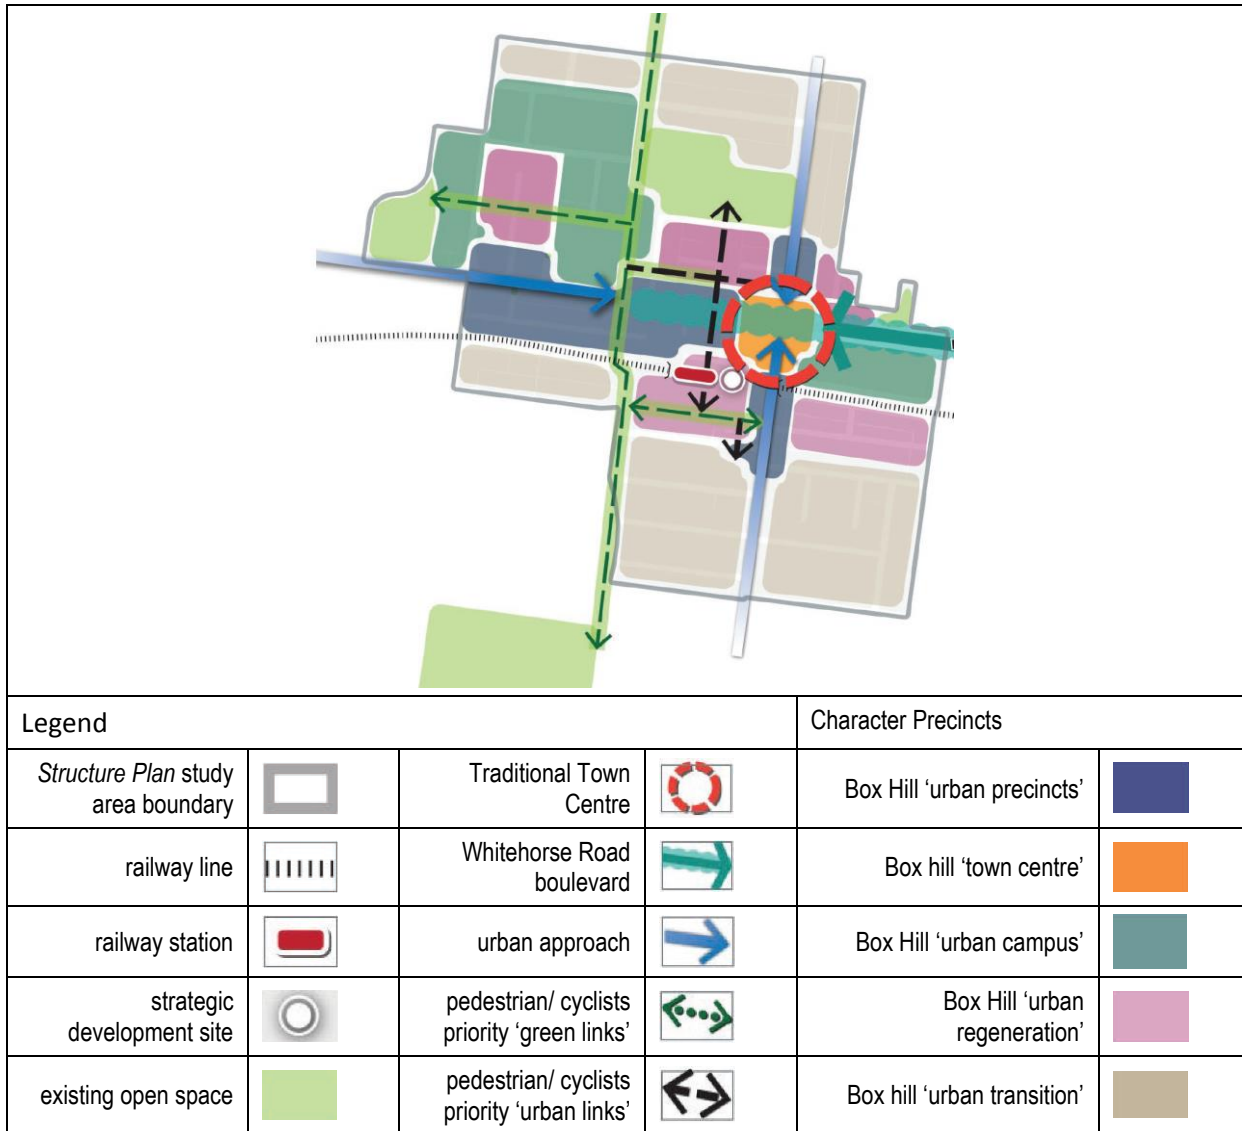 Legend
Character Precincts
Structure Plan study
area boundary
Traditional Town
Centre
Box Hill ‘urban precincts’
railway line
Whitehorse Road
boulevard
Box hill ‘town centre’
railway station
urban approach
Box Hill ‘urban campus’
strategic
development site
pedestrian/ cyclists
priority ‘green links’
Box Hill ‘urban
regeneration’
existing open space
pedestrian/ cyclists
priority ‘urban links’
Box hill ‘urban transition’